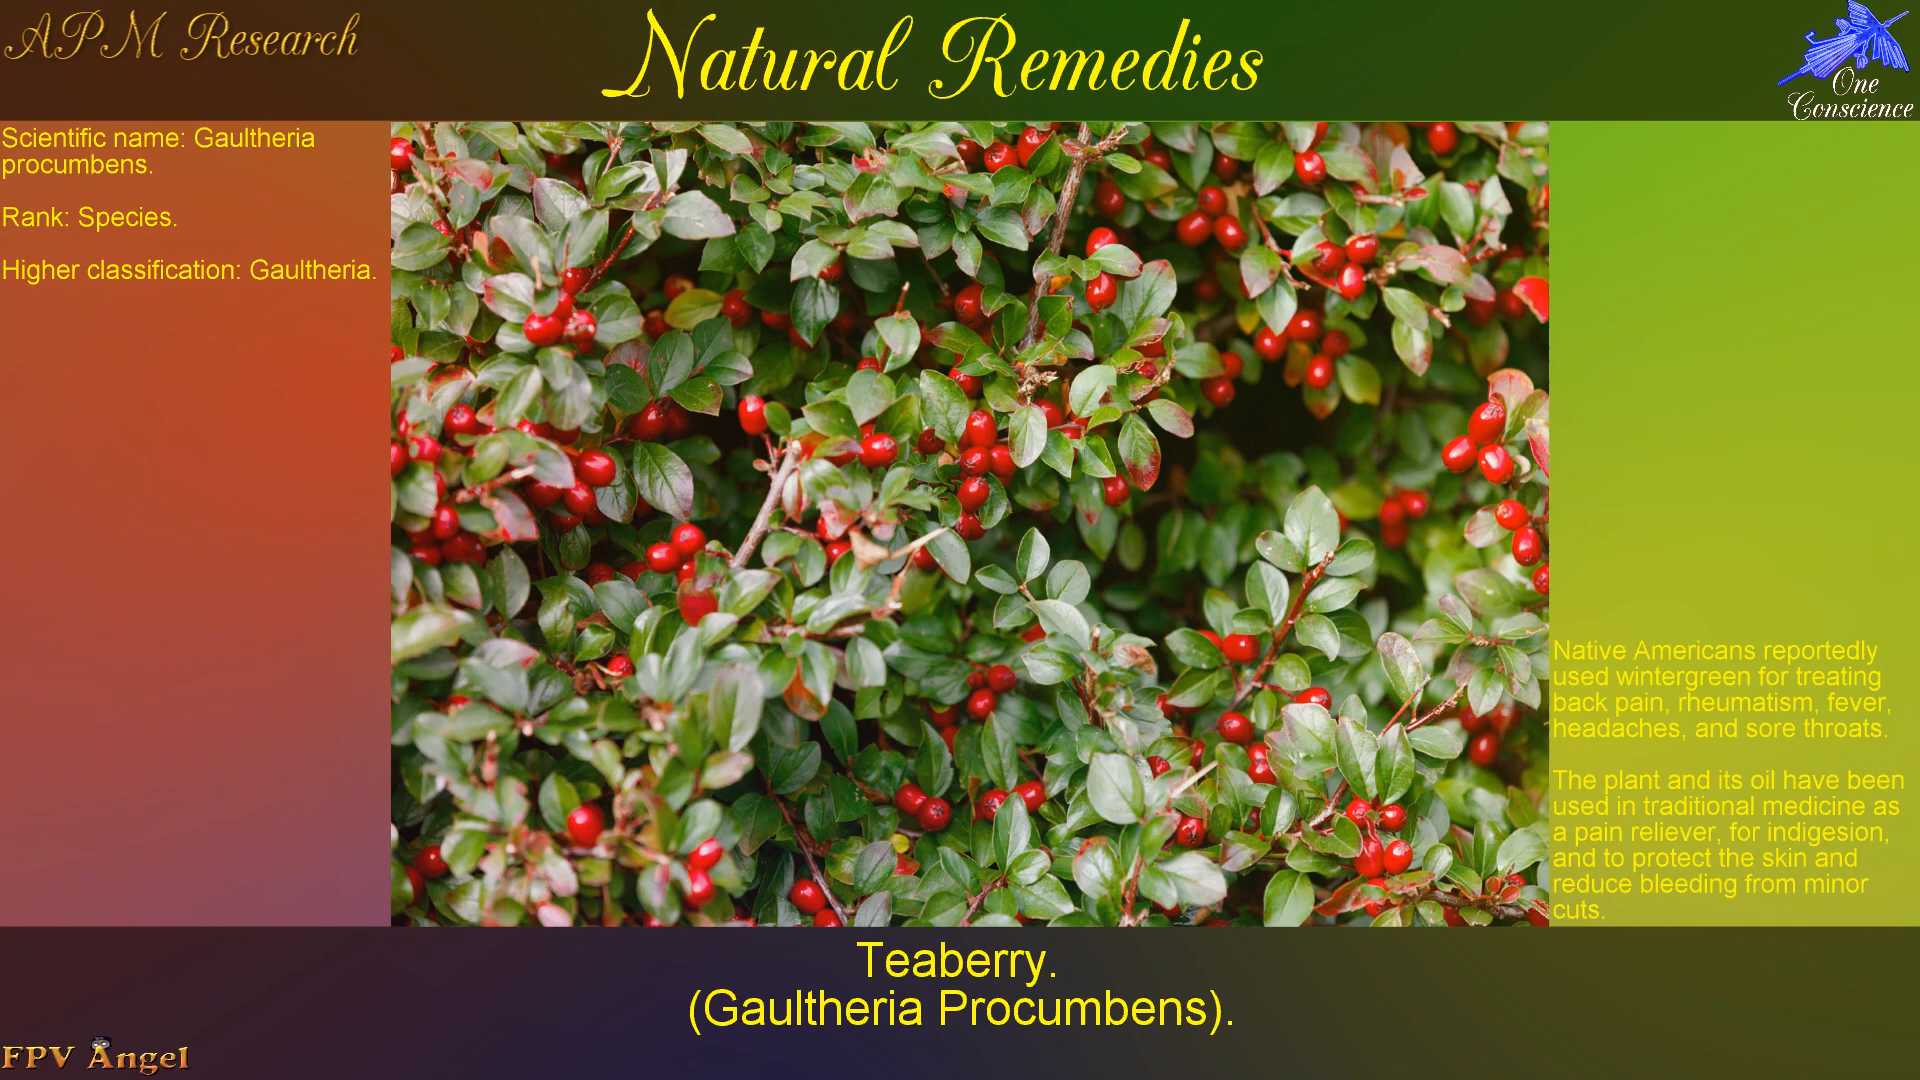 APM Research
Natural Remedies
One
Conscience
Scientific name: Gaultheria
procumbens.
Rank: Species.
Higher classification: Gaultheria.
Native Americans reportedly
used wintergreen for treating
back pain, rheumatism, fever,
headaches, and sore throats.
The plant and its oil have been
used in traditional medicine as
a pain reliever, for indigesion,
and to protect the skin and
reduce bleeding from minor
cuts.
Teaberry.
(Gaultheria Procumbens).
FPV Angel